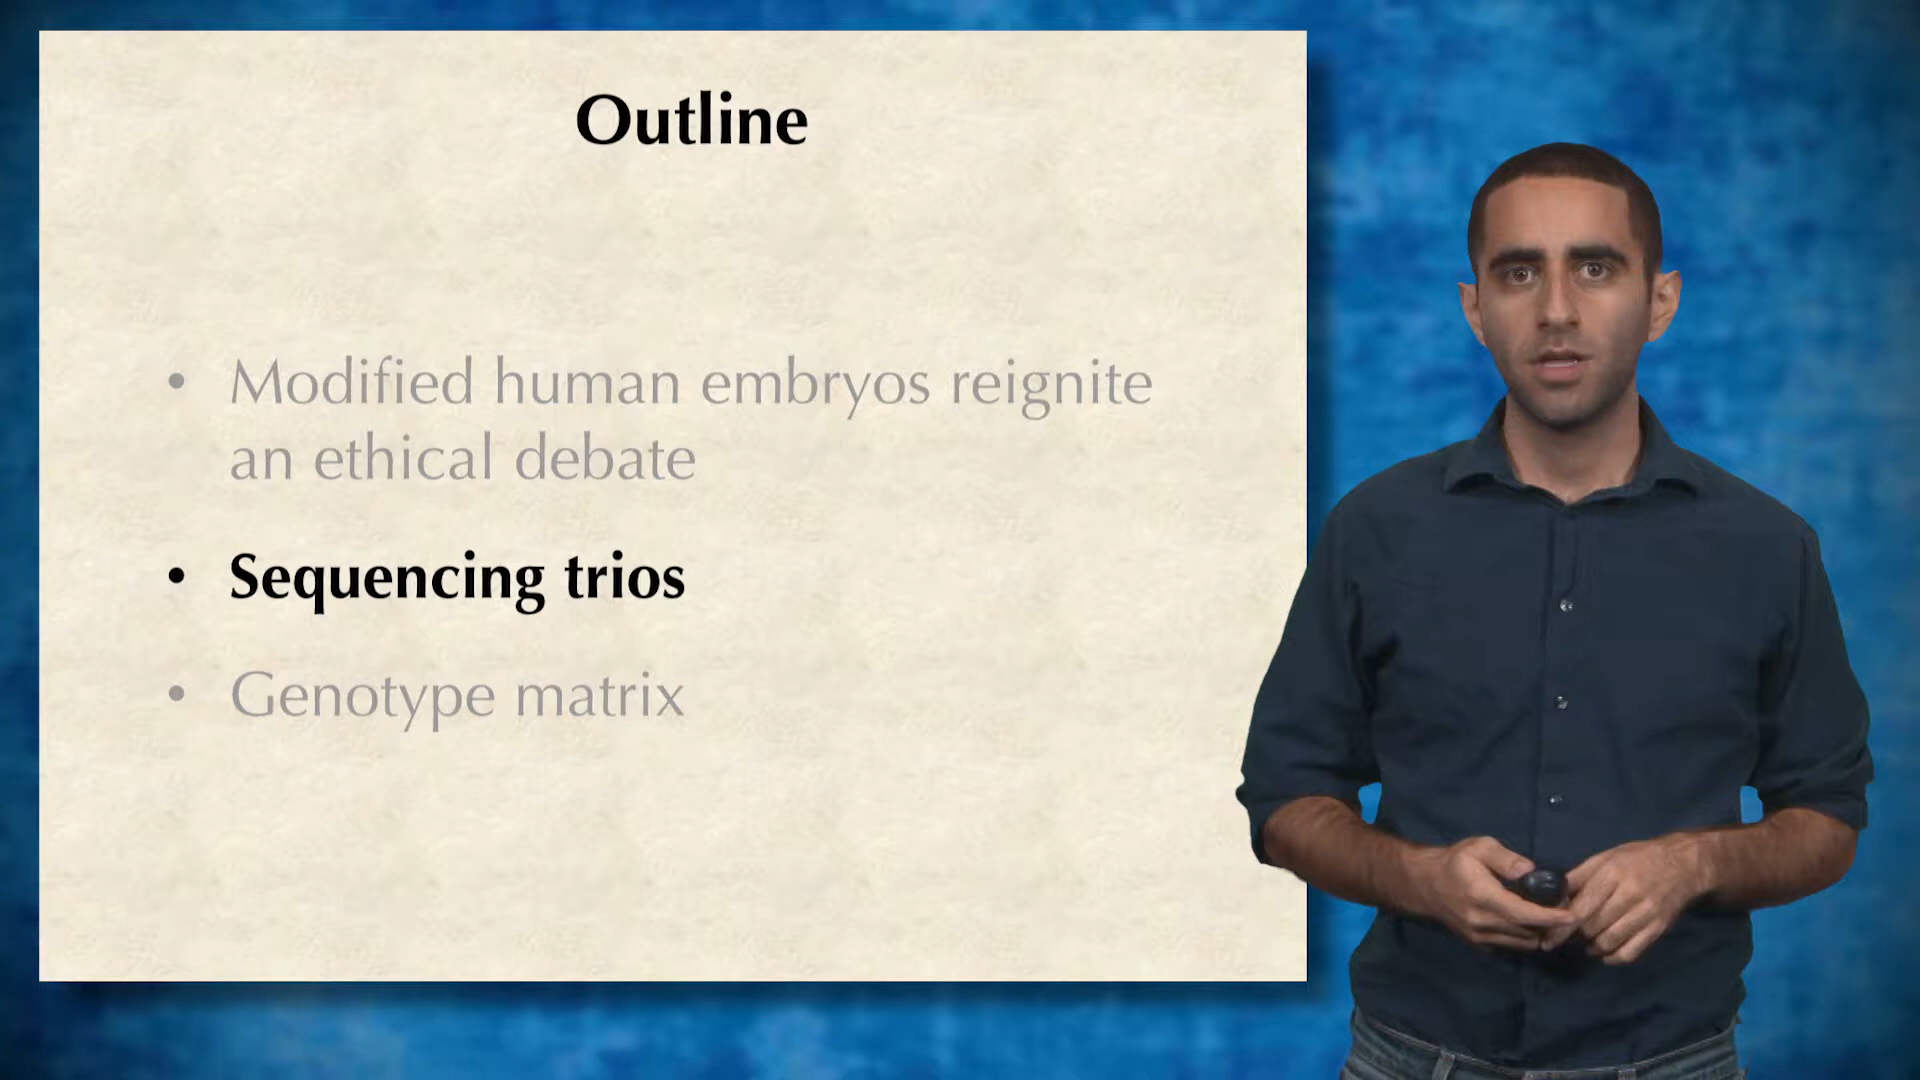 Outline
• Modified human embryos reignite
an ethical debate
• Sequencing trios
• Genotype matrix